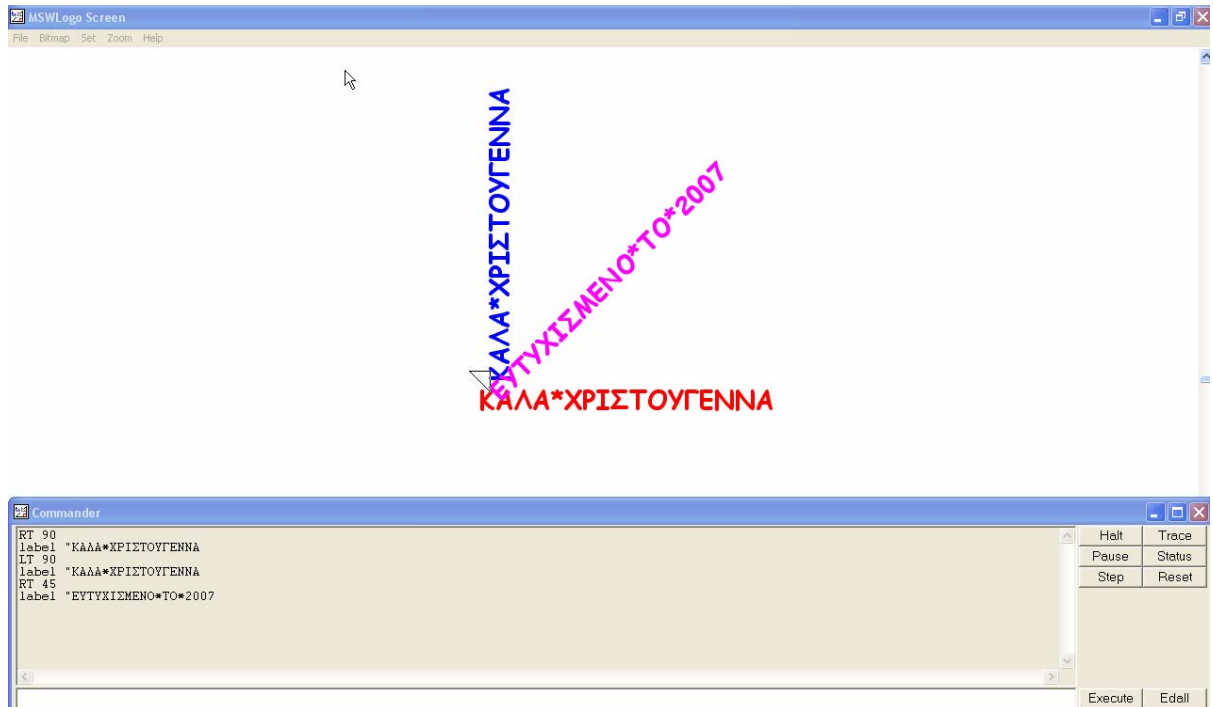 MSWLogo Screen
File Bitmap Set Zoom Help
ΚΑΛΑ*ΧΡΙΣΤΟΥΓΕΝΝΑ
ΕΥΤΥΧΙΣΜΕΝΟ*ΤΟ*2007
ΚΑΛΑ*ΧΡΙΣΤΟΥΓΕΝΝΑ
Commander
RT 90
label "ΚΑΛΑ*ΧΡΙΣΤΟΥΓΕΝΝΑ
LT 90
label "ΚΑΛΑ*ΧΡΙΣΤΟΥΓΕΝΝΑ
RT 45
label "ΕΥΤΥΧΙΣΜΕΝΟ*ΤΟ*2007
Halt Trace
Pause Status
Step Reset
Execute Edall